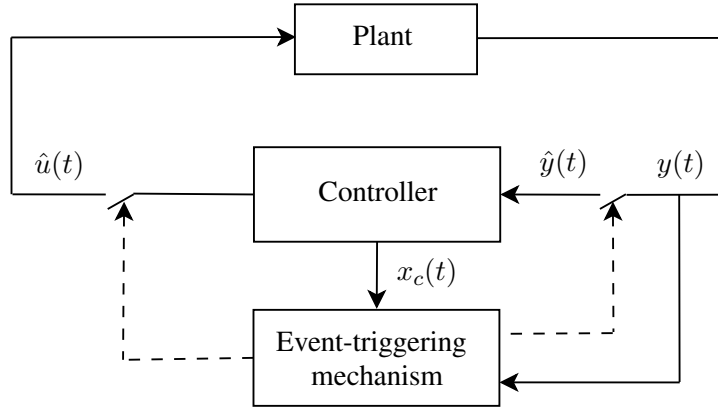 Plant
û(t)
Controller
ŷ(t)
y(t)
x_c(t)
Event-triggering
mechanism